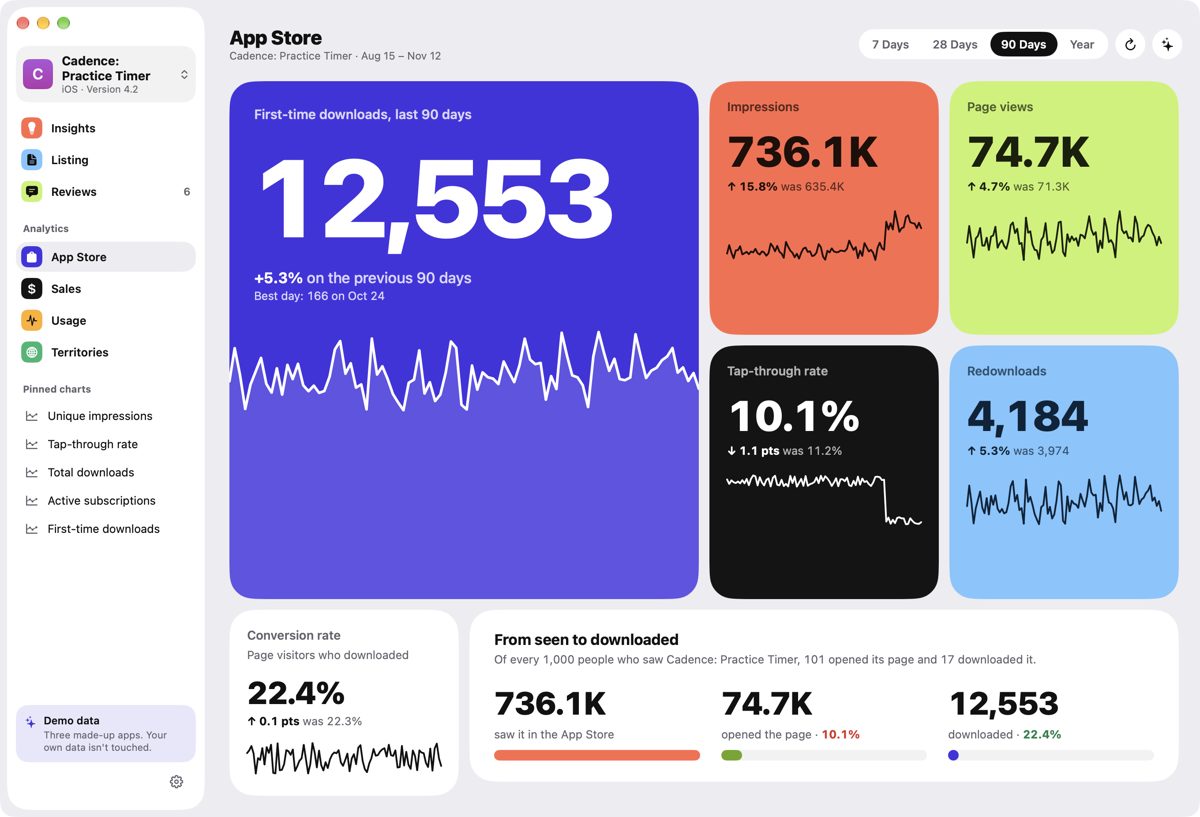 C
Cadence:
Practice Timer
iOS · Version 4.2
Insights
Listing
Reviews 6
Analytics
App Store
$ Sales
Usage
Territories
Pinned charts
Unique impressions
Tap-through rate
Total downloads
Active subscriptions
First-time downloads
Demo data
Three made-up apps. Your
own data isn't touched.
App Store
Cadence: Practice Timer · Aug 15 – Nov 12
7 Days 28 Days 90 Days Year
First-time downloads, last 90 days
12,553
+5.3% on the previous 90 days
Best day: 166 on Oct 24
Impressions
736.1K
↑ 15.8% was 635.4K
Page views
74.7K
↑ 4.7% was 71.3K
Tap-through rate
10.1%
↓ 1.1 pts was 11.2%
Redownloads
4,184
↑ 5.3% was 3,974
Conversion rate
Page visitors who downloaded
22.4%
↑ 0.1 pts was 22.3%
From seen to downloaded
Of every 1,000 people who saw Cadence: Practice Timer, 101 opened its page and 17 downloaded it.
736.1K
saw it in the App Store
74.7K
opened the page · 10.1%
12,553
downloaded · 22.4%